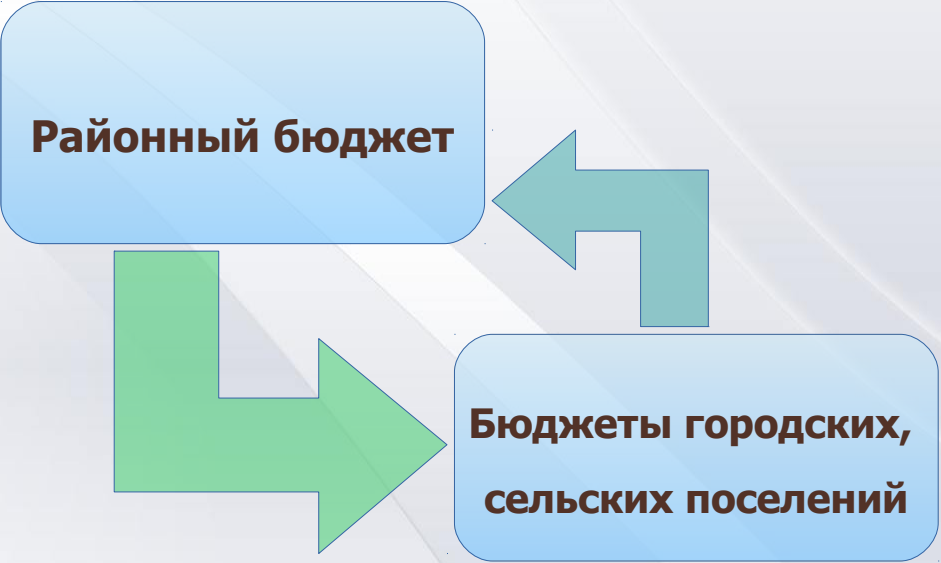 Районный бюджет
Бюджеты городских,
сельских поселений